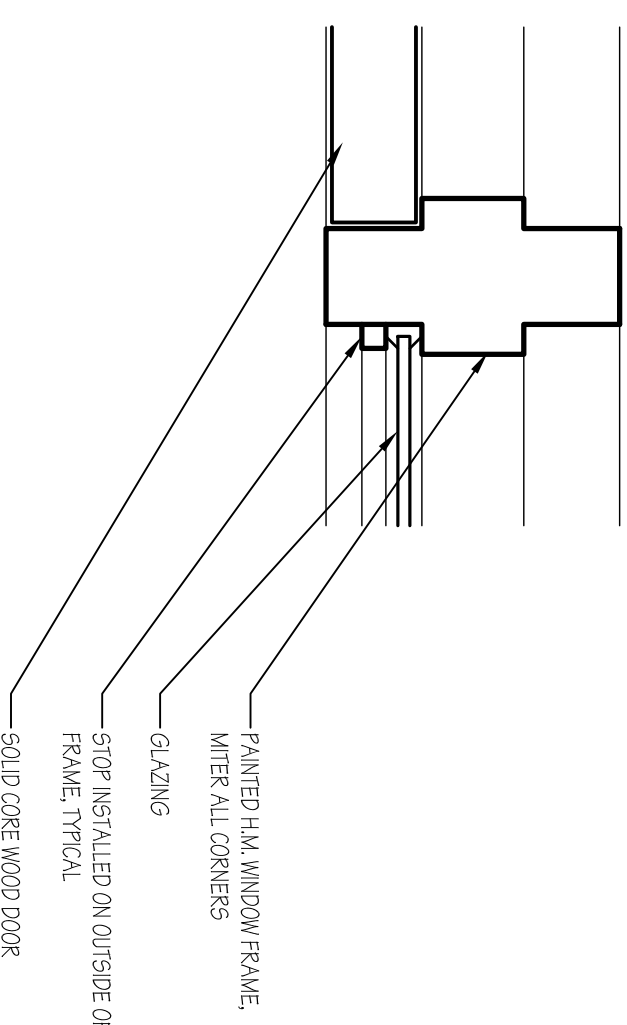 PAINTED H.M. WINDOW FRAME,
MITER ALL CORNERS
GLAZING
STOP INSTALLED ON OUTSIDE OF
FRAME, TYPICAL
SOLID CORE WOOD DOOR